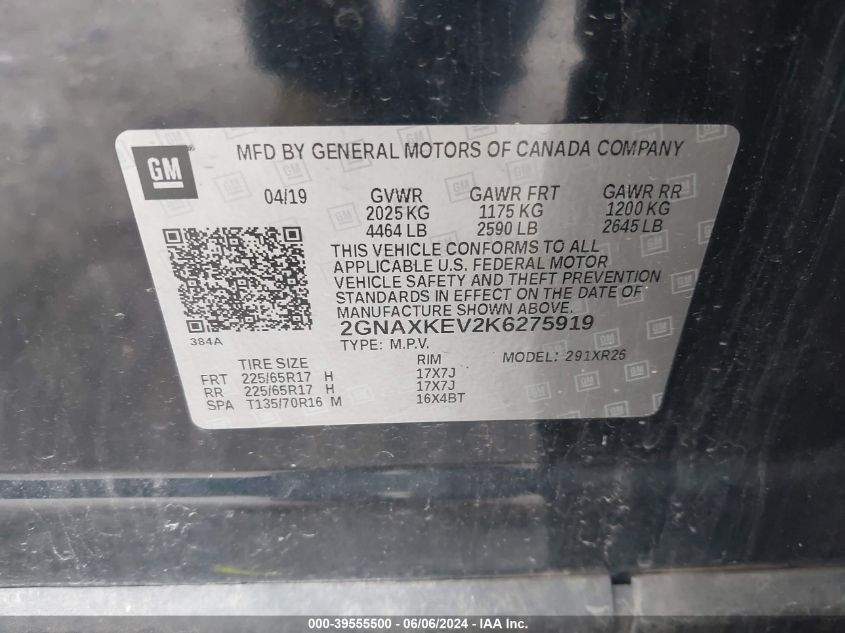 GM
MFD BY GENERAL MOTORS OF CANADA COMPANY
04/19 GVWR GAWR FRT GAWR RR
2025 KG 1175 KG 1200 KG
4464 LB 2590 LB 2645 LB
THIS VEHICLE CONFORMS TO ALL
APPLICABLE U.S. FEDERAL MOTOR
VEHICLE SAFETY AND THEFT PREVENTION
STANDARDS IN EFFECT ON THE DATE OF
MANUFACTURE SHOWN ABOVE.
2GNAXKEV2K6275919
384A
TYPE: M.P.V. MODEL: 291XR26
TIRE SIZE RIM
FRT 225/65R17 H 17X7J
RR 225/65R17 H 17X7J
SPA T135/70R16 M 16X4BT
000-39555500 - 06/06/2024 - IAA Inc.